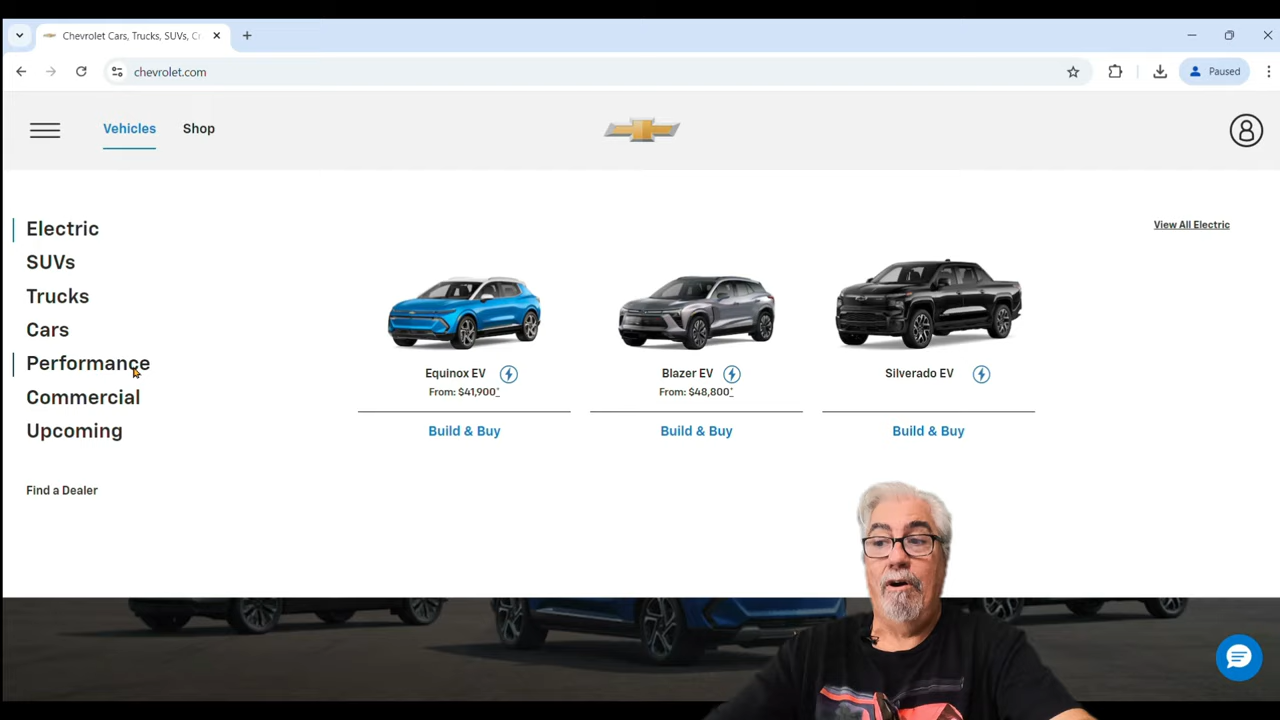 Chevrolet Cars, Trucks, SUVs, Cr
chevrolet.com
Paused
Vehicles
Shop
Electric
SUVs
Trucks
Cars
Performance
Commercial
Upcoming
Find a Dealer
View All Electric
Equinox EV
From: $41,900*
Build & Buy
Blazer EV
From: $48,800*
Build & Buy
Silverado EV
Build & Buy